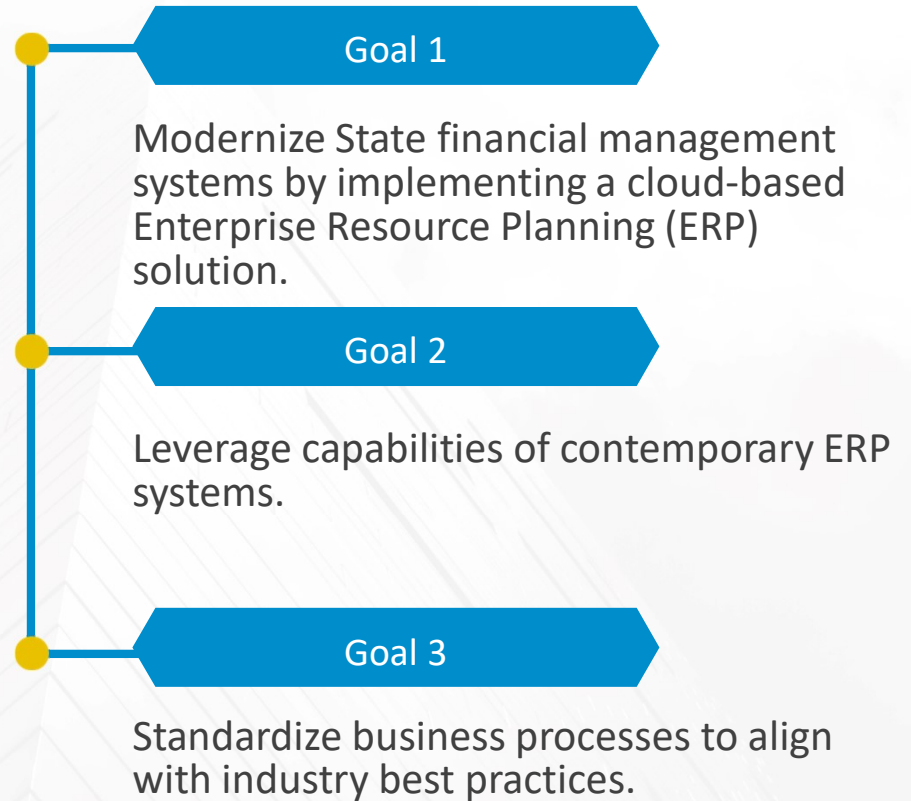 Goal 1
Modernize State financial management
systems by implementing a cloud-based
Enterprise Resource Planning (ERP)
solution.
Goal 2
Leverage capabilities of contemporary ERP
systems.
Goal 3
Standardize business processes to align
with industry best practices.